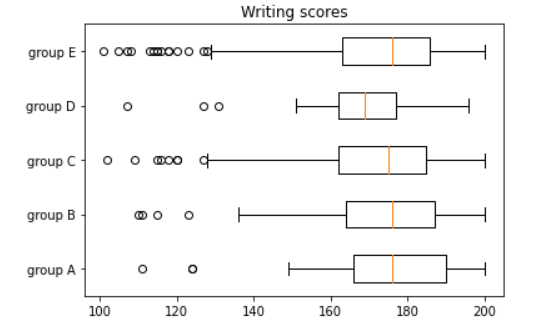 Writing scores
group E
group D
group C
group B
group A
100 120 140 160 180 200